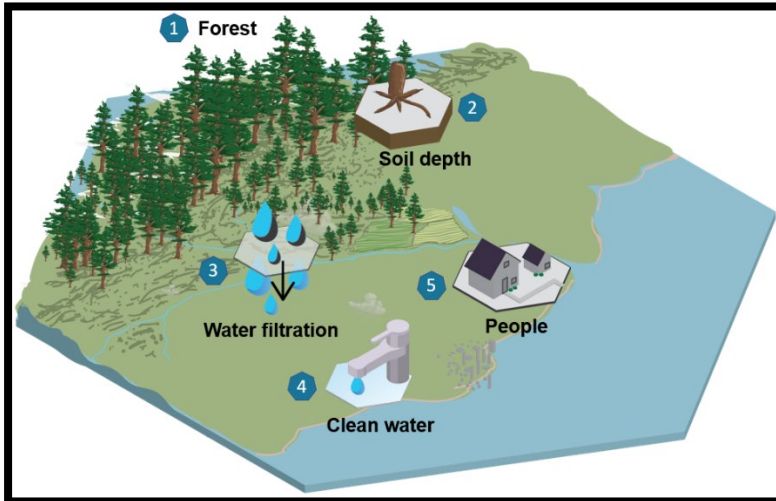 1 Forest
2
Soil depth
3
Water filtration
5
People
4
Clean water